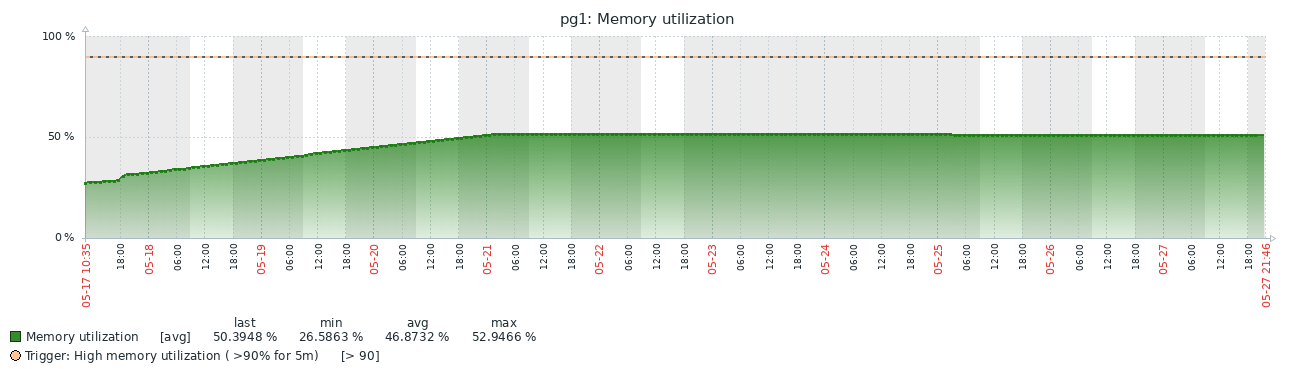 pg1: Memory utilization
100 %
50 %
0 %
05-17 10:35 18:00 05-18 06:00 12:00 18:00 05-19 06:00 12:00 18:00 05-20 06:00 12:00 18:00 05-21 06:00 12:00 18:00 05-22 06:00 12:00 18:00 05-23 06:00 12:00 18:00 05-24 06:00 12:00 18:00 05-25 06:00 12:00 18:00 05-26 06:00 12:00 18:00 05-27 06:00 12:00 18:00 05-27 21:46
last min avg max
Memory utilization [avg] 50.3948 % 26.5863 % 46.8732 % 52.9466 %
Trigger: High memory utilization ( >90% for 5m) [> 90]